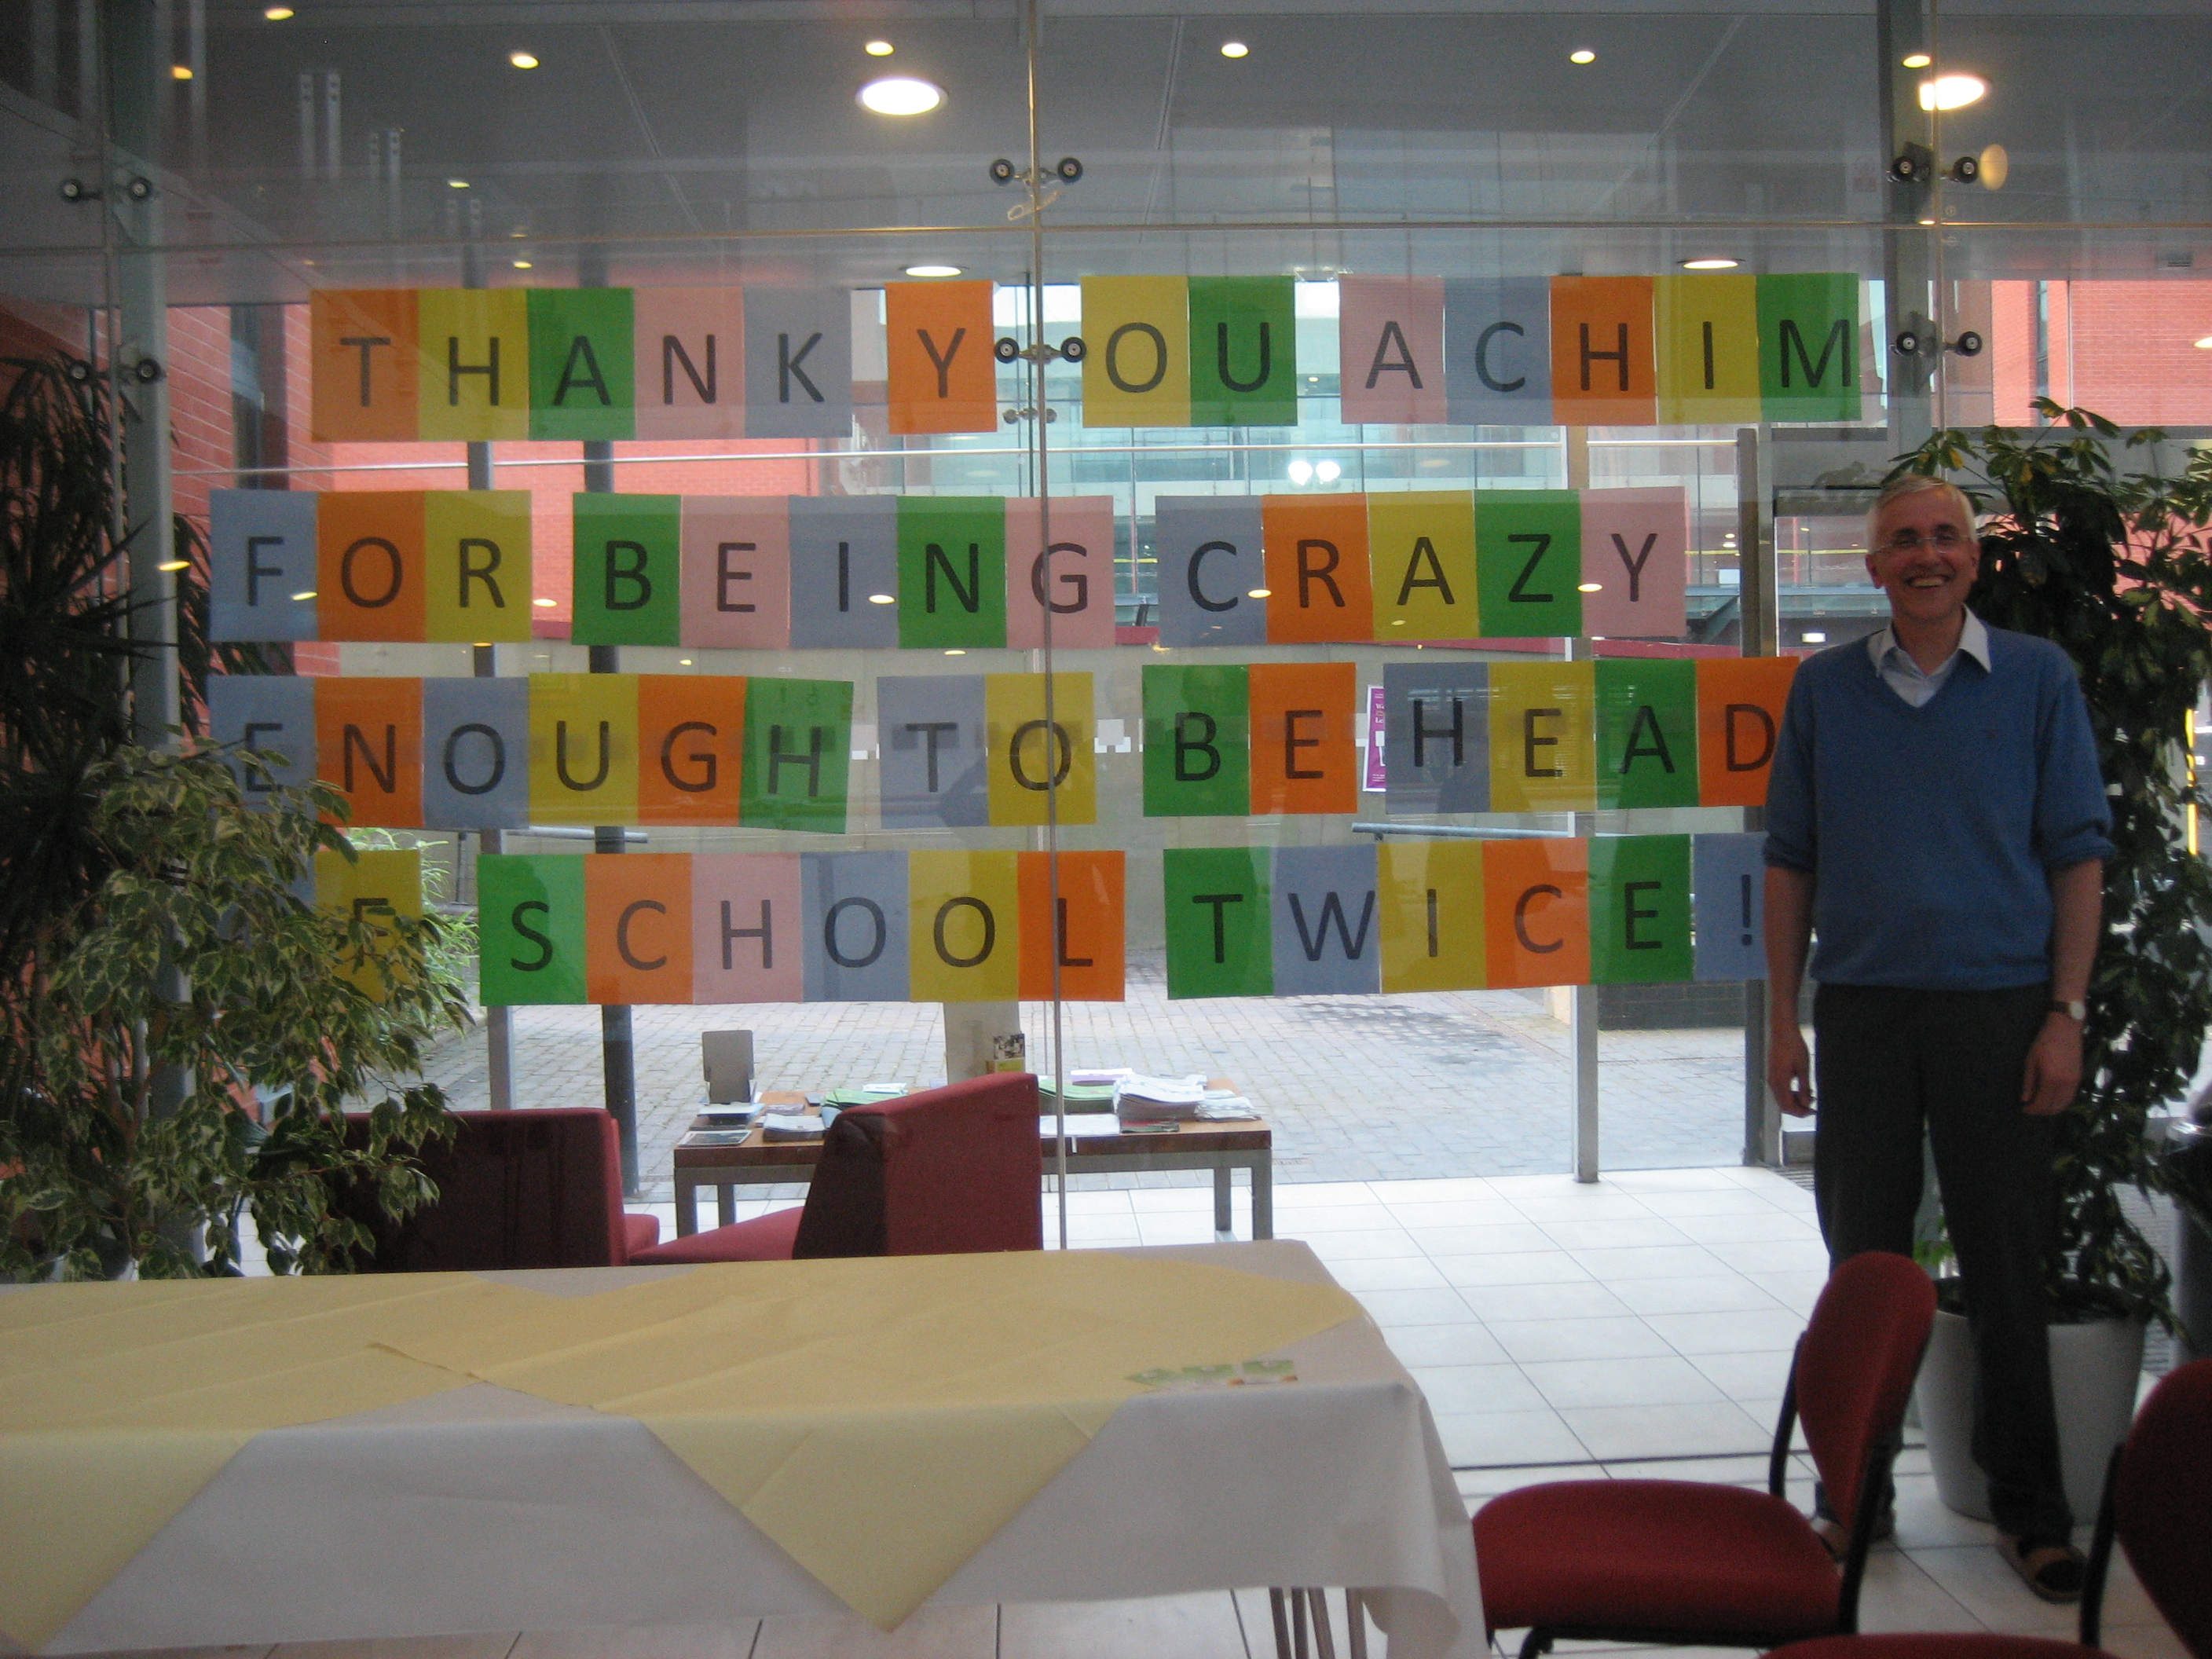 THANK YOU ACHIM
FOR BEING CRAZY
ENOUGH TO BE HEAD
F SCHOOL TWICE!